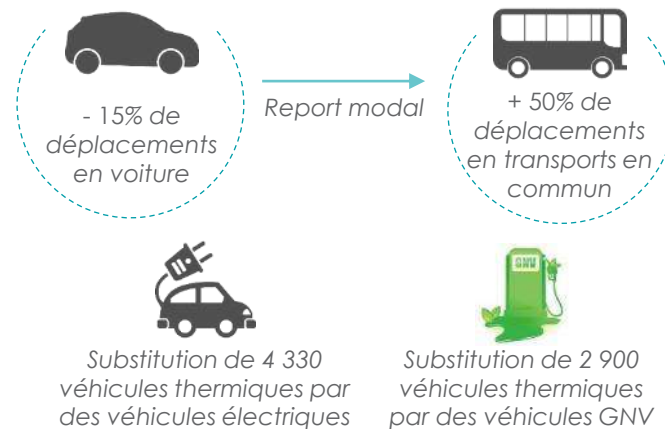 - 15% de
déplacements
en voiture
Report modal
+ 50% de
déplacements
en transports en
commun
GNV
Substitution de 4 330
véhicules thermiques par
des véhicules électriques
Substitution de 2 900
véhicules thermiques
par des véhicules GNV